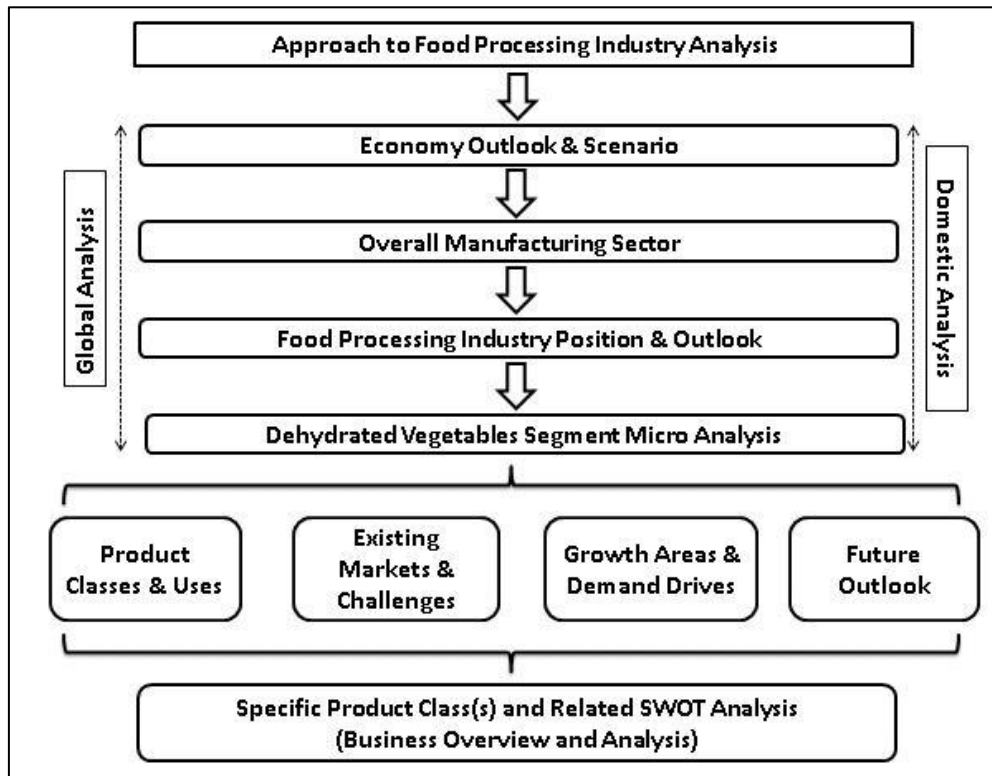 Approach to Food Processing Industry Analysis
Economy Outlook & Scenario
Overall Manufacturing Sector
Food Processing Industry Position & Outlook
Dehydrated Vegetables Segment Micro Analysis
Global Analysis
Domestic Analysis
Product
Classes & Uses
Existing
Markets &
Challenges
Growth Areas &
Demand Drives
Future
Outlook
Specific Product Class(s) and Related SWOT Analysis
(Business Overview and Analysis)